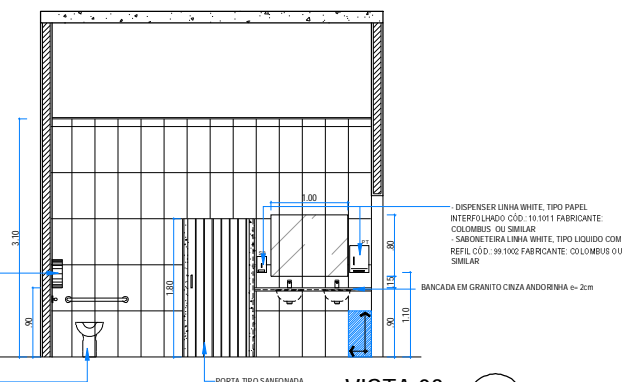 1.00
- DISPENSER LINHA WHITE, TIPO PAPEL
INTERFOLHADO CÓD.: 10.1011 FABRICANTE:
COLOMBUS OU SIMILAR
- SABONETEIRA LINHA WHITE, TIPO LIQUIDO COM
REFIL CÓD.: 99.1002 FABRICANTE: COLOMBUS OU
SIMILAR
3.10
.80
PT
.15
BANCADA EM GRANITO CINZA ANDORINHA e= 2cm
1.80
.90
.90
1.10
PORTA TIPO SANFONADA